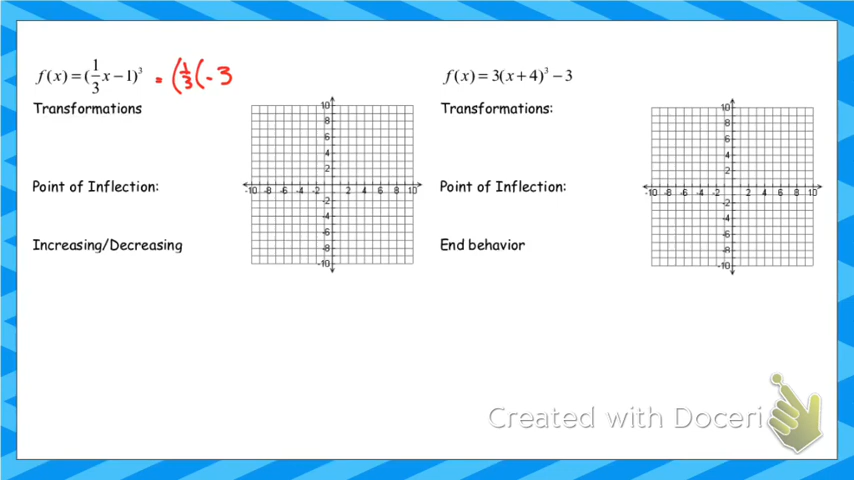 f(x) = (1/3 x − 1)³ = (1/3(- 3
Transformations
10
8
6
4
2
-10 -8 -6 -4 -2 2 4 6 8 10
-2
-4
-6
-8
-10
Point of Inflection:
Increasing/Decreasing
f(x) = 3(x + 4)³ − 3
Transformations:
10
8
6
4
2
-10 -8 -6 -4 -2 2 4 6 8 10
-2
-4
-6
-8
-10
Point of Inflection:
End behavior
Created with Doceri